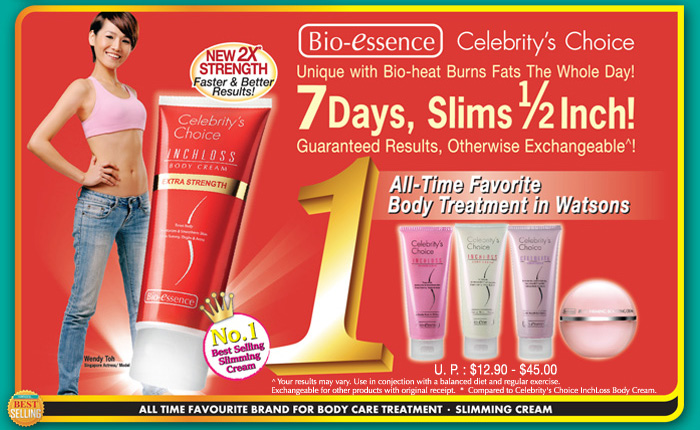 Bio-essence Celebrity's Choice
Unique with Bio-heat Burns Fats The Whole Day!
7 Days, Slims ½ Inch!
Guaranteed Results, Otherwise Exchangeable^!
NEW 2X*
STRENGTH
Faster & Better
Results!
Celebrity's
Choice
INCHLOSS
BODY CREAM
EXTRA STRENGTH
Bio-essence
No.1
Best Selling
Slimming
Cream
Wendy Toh
Singapore Actress/ Model
1
All-Time Favorite
Body Treatment in Watsons
Celebrity's
Choice
INCHLOSS
Celebrity's
Choice
INCHLOSS
Celebrity's
Choice
U. P. : $12.90 - $45.00
^ Your results may vary. Use in conjection with a balanced diet and regular exercise.
Exchangeable for other products with original receipt. * Compared to Celebrity's Choice InchLoss Body Cream.
BEST
SELLING
ALL TIME FAVOURITE BRAND FOR BODY CARE TREATMENT · SLIMMING CREAM